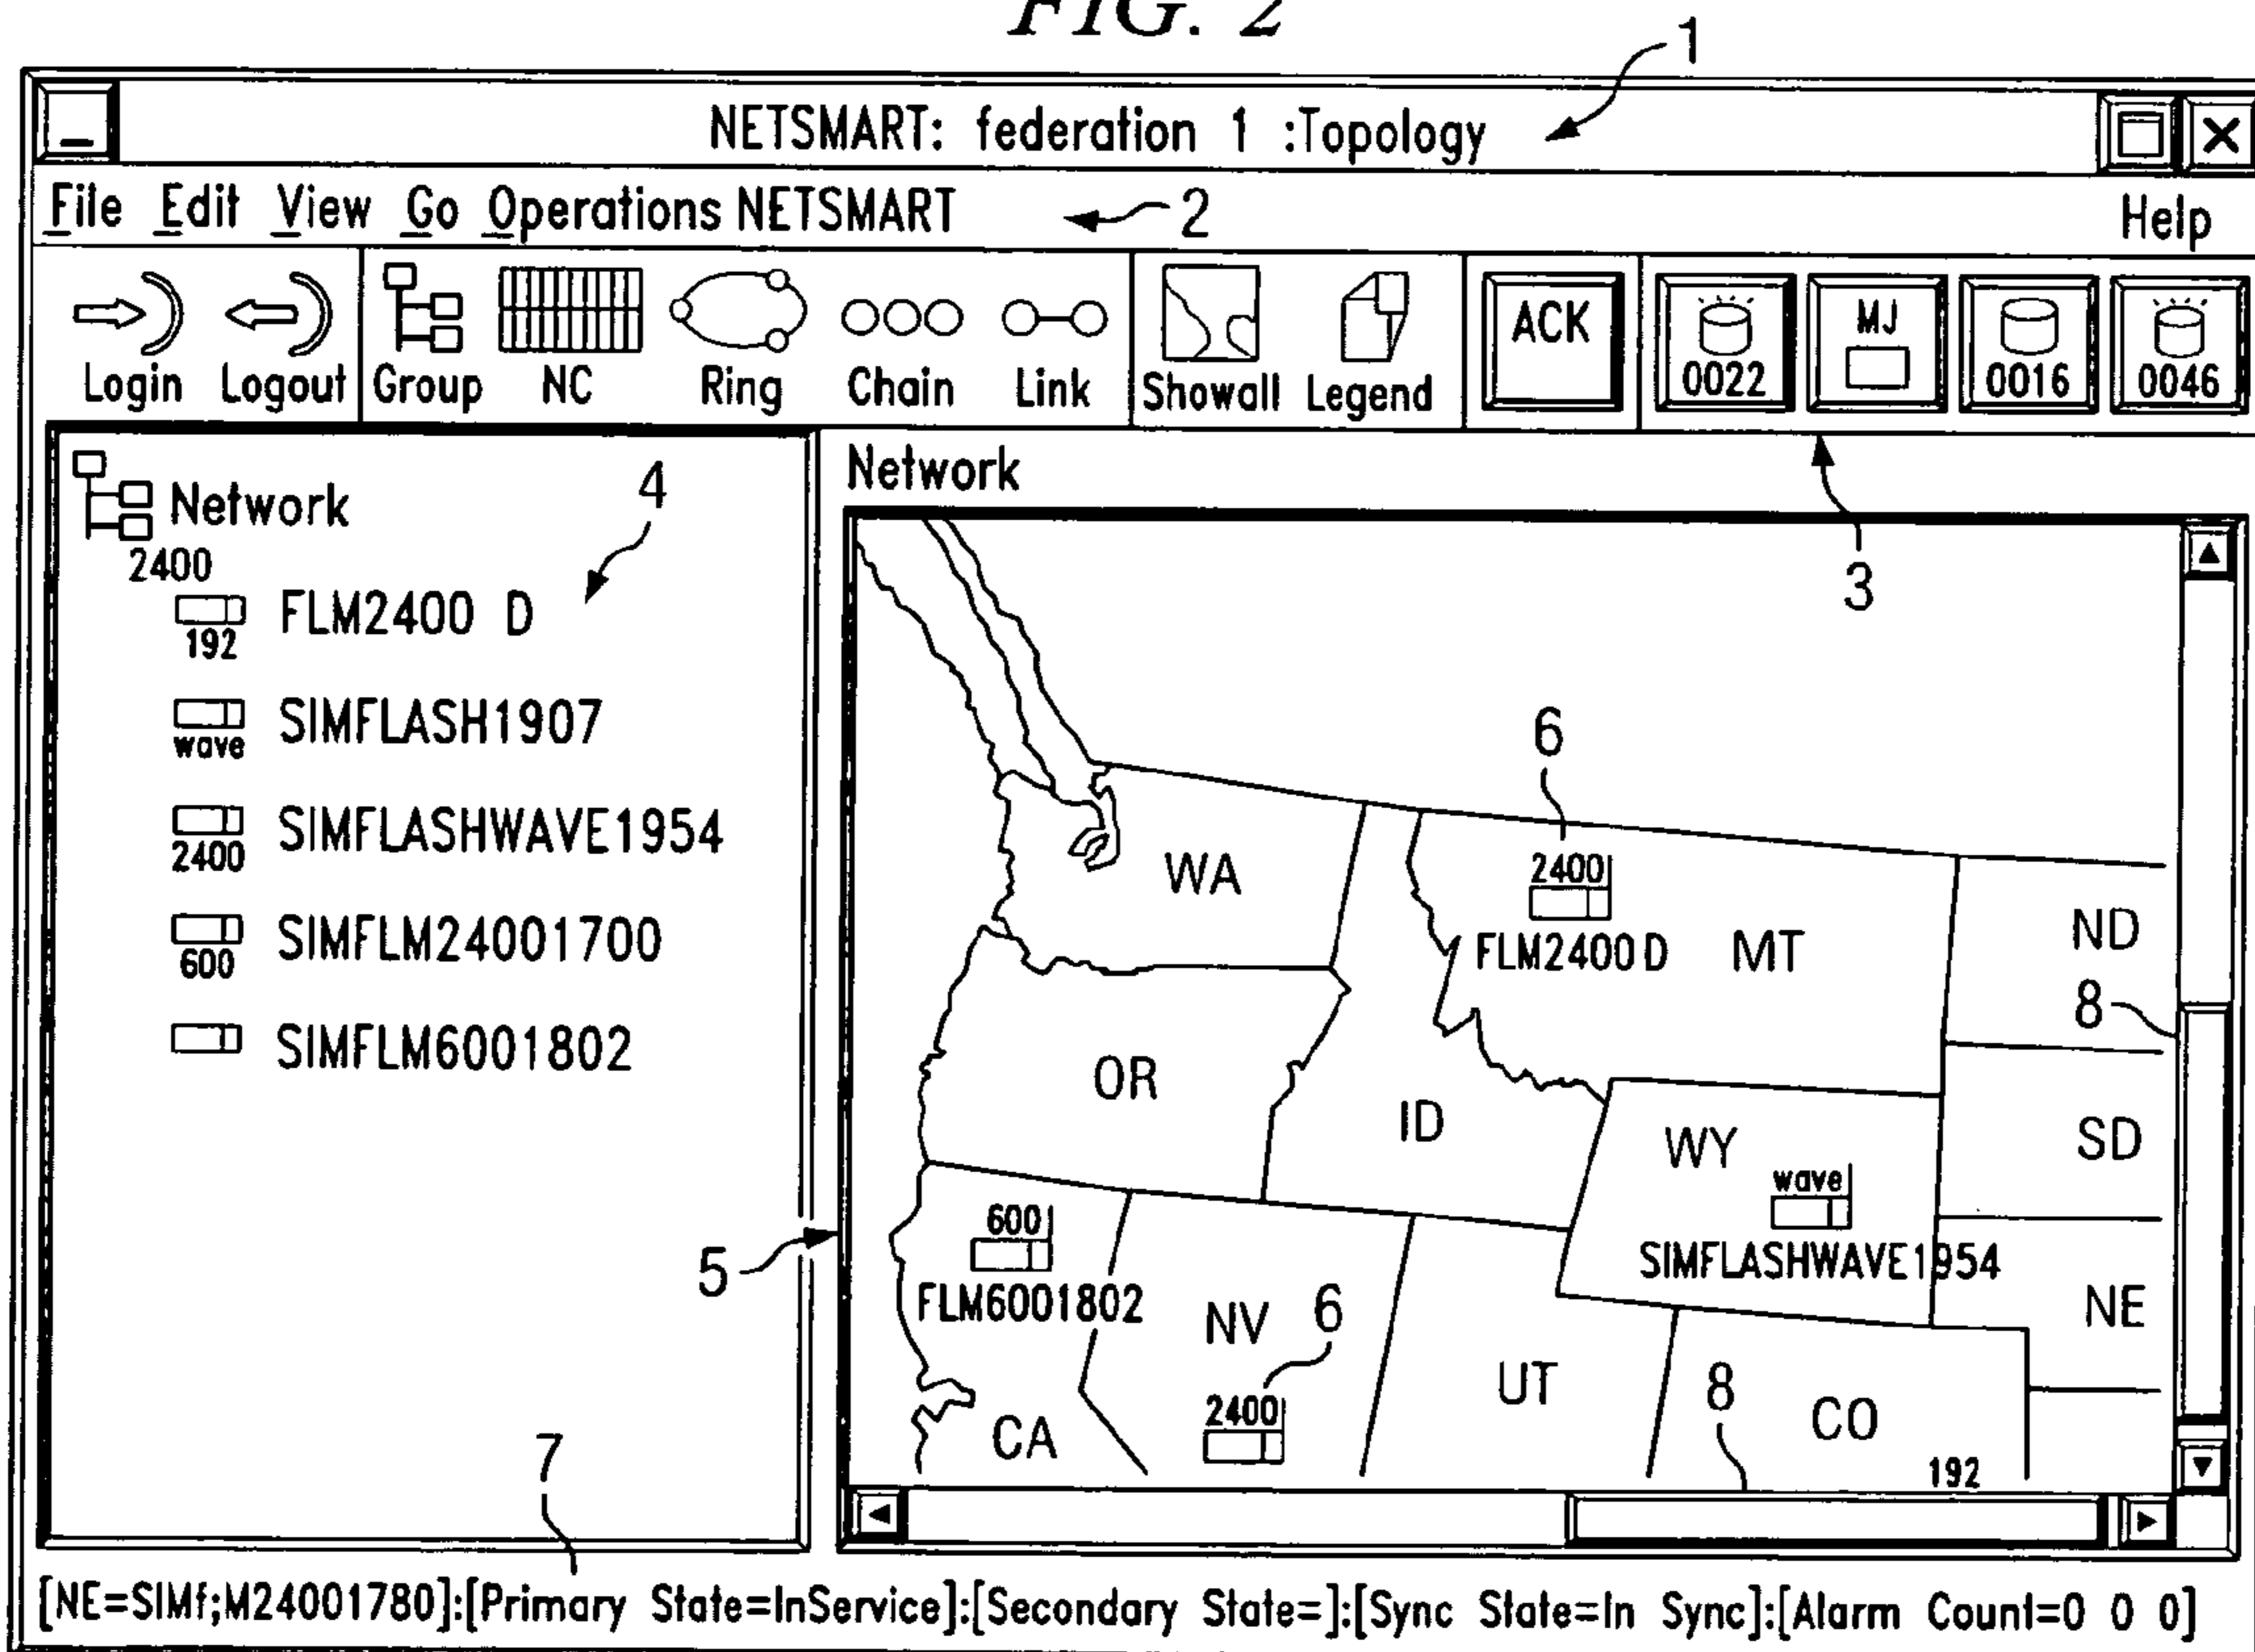 FIG. 2
1
NETSMART: federation 1 :Topology
File Edit View Go Operations NETSMART
2
Help
Login Logout Group NC Ring Chain Link Showall Legend
ACK
0022
MJ
0016
0046
3
Network
4
2400
FLM2400 D
192
SIMFLASH1907
wave
SIMFLASHWAVE1954
2400
SIMFLM24001700
600
SIMFLM6001802
Network
6
WA
2400
FLM2400 D
MT
ND
8
OR
ID
WY
SD
wave
SIMFLASHWAVE1954
5
600
FLM6001802
NV
6
NE
UT
8
CO
2400
CA
192
7
[NE=SIMf;M24001780]:[Primary State=InService]:[Secondary State=]:[Sync State=In Sync]:[Alarm Count=0 0 0]